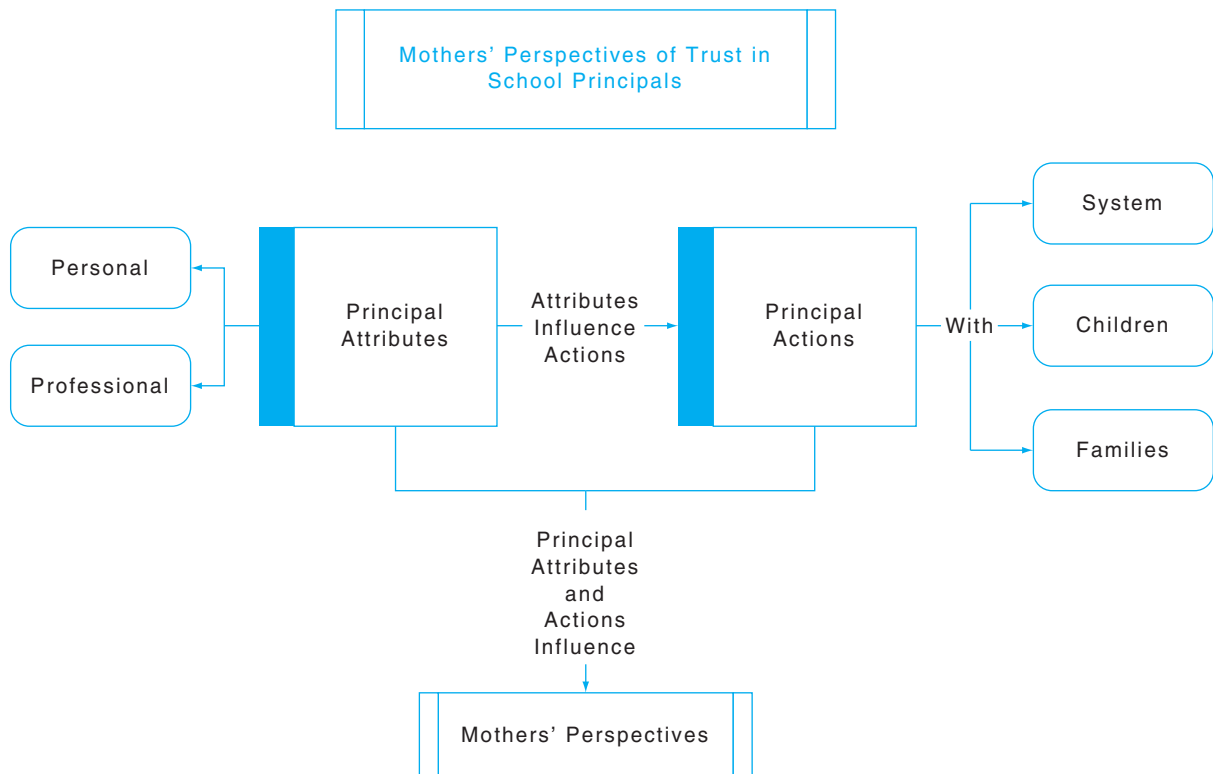 Mothers’ Perspectives of Trust in
School Principals
Personal
Professional
Principal
Attributes
Attributes
Influence
Actions
Principal
Actions
With
System
Children
Families
Principal
Attributes
and
Actions
Influence
Mothers’ Perspectives